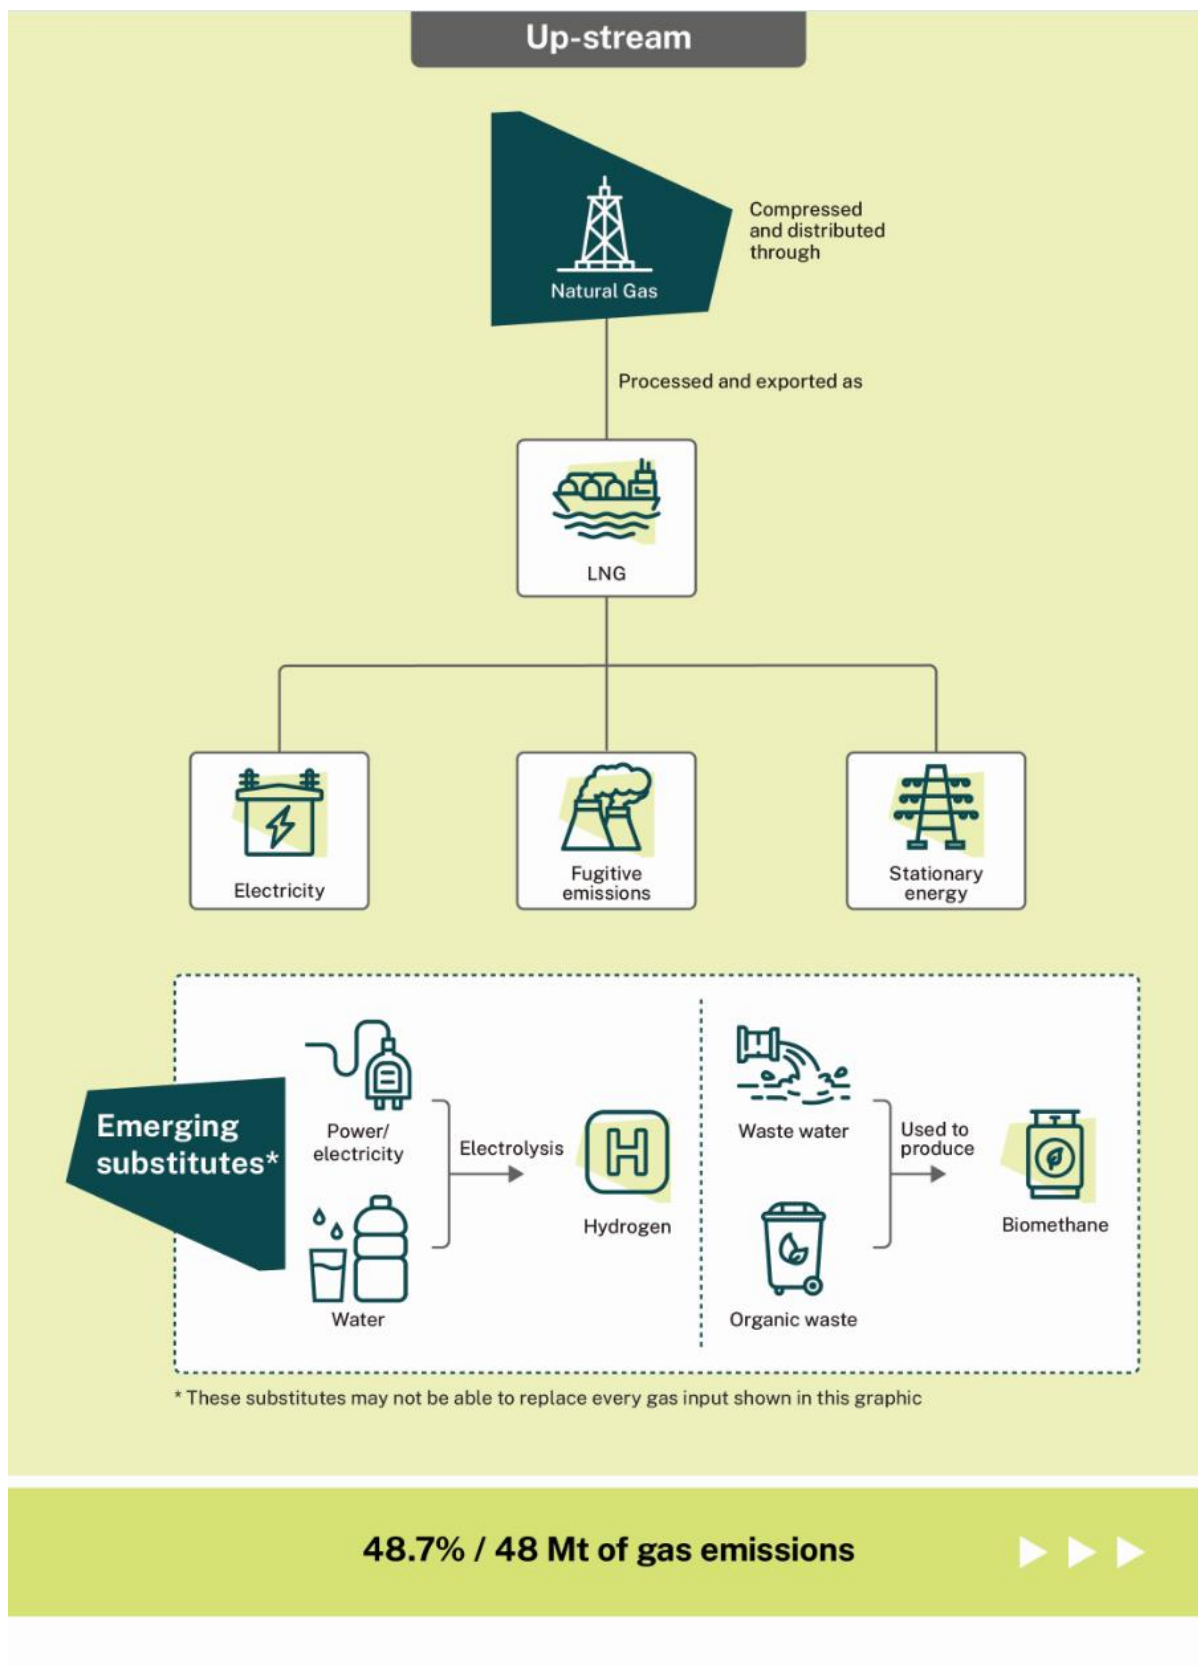 Up-stream
Natural Gas
Compressed
and distributed
through
Processed and exported as
LNG
Electricity
Fugitive
emissions
Stationary
energy
Emerging
substitutes*
Power/
electricity
Water
Electrolysis
H
Hydrogen
Waste water
Organic waste
Used to
produce
Biomethane
* These substitutes may not be able to replace every gas input shown in this graphic
48.7% / 48 Mt of gas emissions